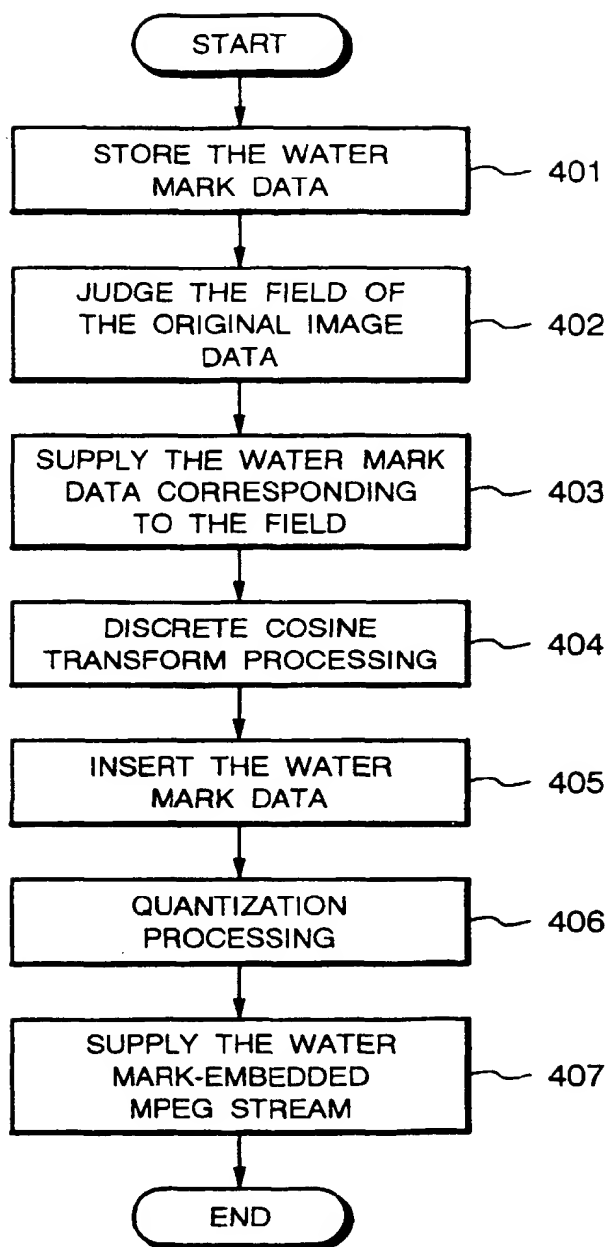 START
STORE THE WATER
MARK DATA
401
JUDGE THE FIELD OF
THE ORIGINAL IMAGE
DATA
402
SUPPLY THE WATER MARK
DATA CORRESPONDING
TO THE FIELD
403
DISCRETE COSINE
TRANSFORM PROCESSING
404
INSERT THE WATER
MARK DATA
405
QUANTIZATION
PROCESSING
406
SUPPLY THE WATER
MARK-EMBEDDED
MPEG STREAM
407
END